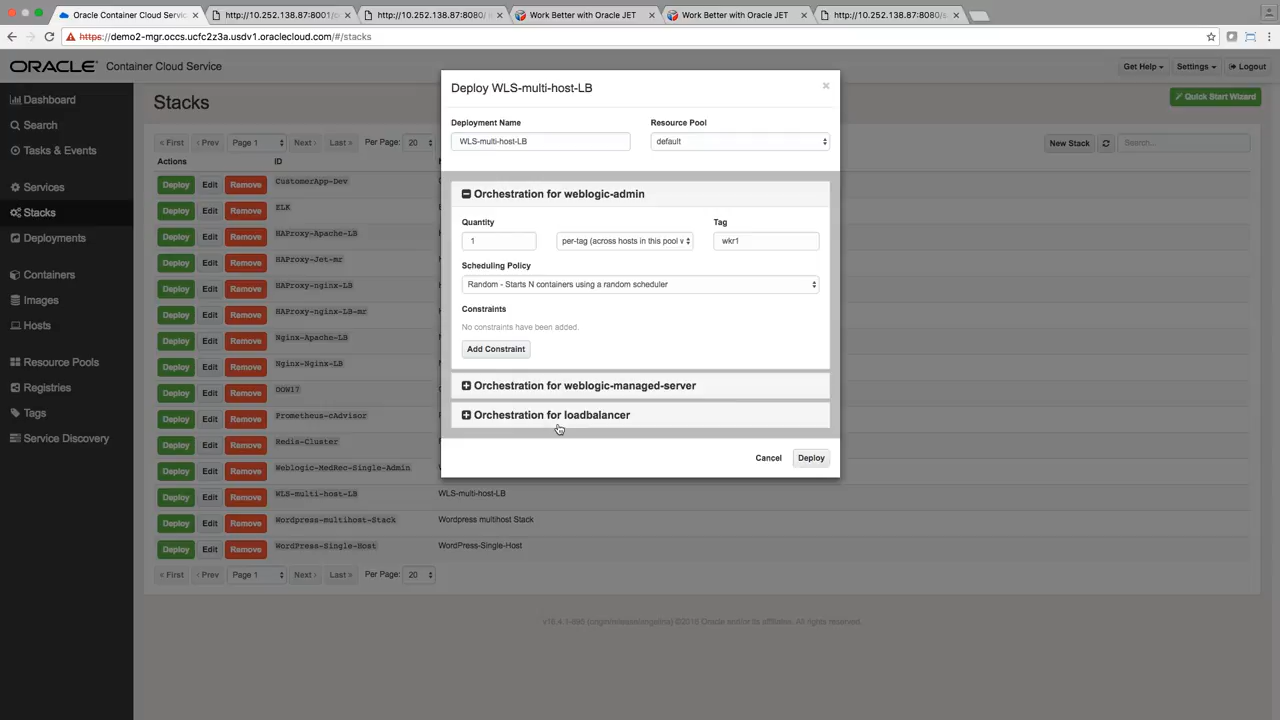 Oracle Container Cloud Servic
http://10.252.138.87:8001/
http://10.252.138.87:8080/
Work Better with Oracle JET
Work Better with Oracle JET
http://10.252.138.87:8080/
https://demo2-mgr.occs.ucfc2z3a.usdv1.oraclecloud.com/#/stacks
ORACLE Container Cloud Service
Get Help
Settings
Logout
Dashboard
Search
Tasks & Events
Services
Stacks
Deployments
Containers
Images
Hosts
Resource Pools
Registries
Tags
Service Discovery
Stacks
Quick Start Wizard
< First
< Prev
Page 1
Next >
Last »
Per Page:
20
New Stack
Search...
Actions
ID
Deploy Edit Remove CustomerApp-Dev
Deploy Edit Remove ELK
Deploy Edit Remove HAProxy-Apache-LB
Deploy Edit Remove HAProxy-Jet-mr
Deploy Edit Remove HAProxy-nginx-LB
Deploy Edit Remove HAProxy-nginx-LB-mr
Deploy Edit Remove Nginx-Apache-LB
Deploy Edit Remove Nginx-Nginx-LB
Deploy Edit Remove OOW17
Deploy Edit Remove Prometheus-cAdvisor
Deploy Edit Remove Redis-Cluster
Deploy Edit Remove Weblogic-MedRec-Single-Admin
Deploy Edit Remove WLS-multi-host-LB WLS-multi-host-LB
Deploy Edit Remove Wordpress-multihost-Stack Wordpress multihost Stack
Deploy Edit Remove WordPress-Single-Host WordPress-Single-Host
< First
< Prev
Page 1
Next >
Last »
Per Page:
20
©2016 Oracle and/or its affiliates. All rights reserved.
Deploy WLS-multi-host-LB
×
Deployment Name
Resource Pool
WLS-multi-host-LB
default
Orchestration for weblogic-admin
Quantity
Tag
1
per-tag (across hosts in this pool w
wkr1
Scheduling Policy
Random - Starts N containers using a random scheduler
Constraints
No constraints have been added.
Add Constraint
Orchestration for weblogic-managed-server
Orchestration for loadbalancer
Cancel
Deploy